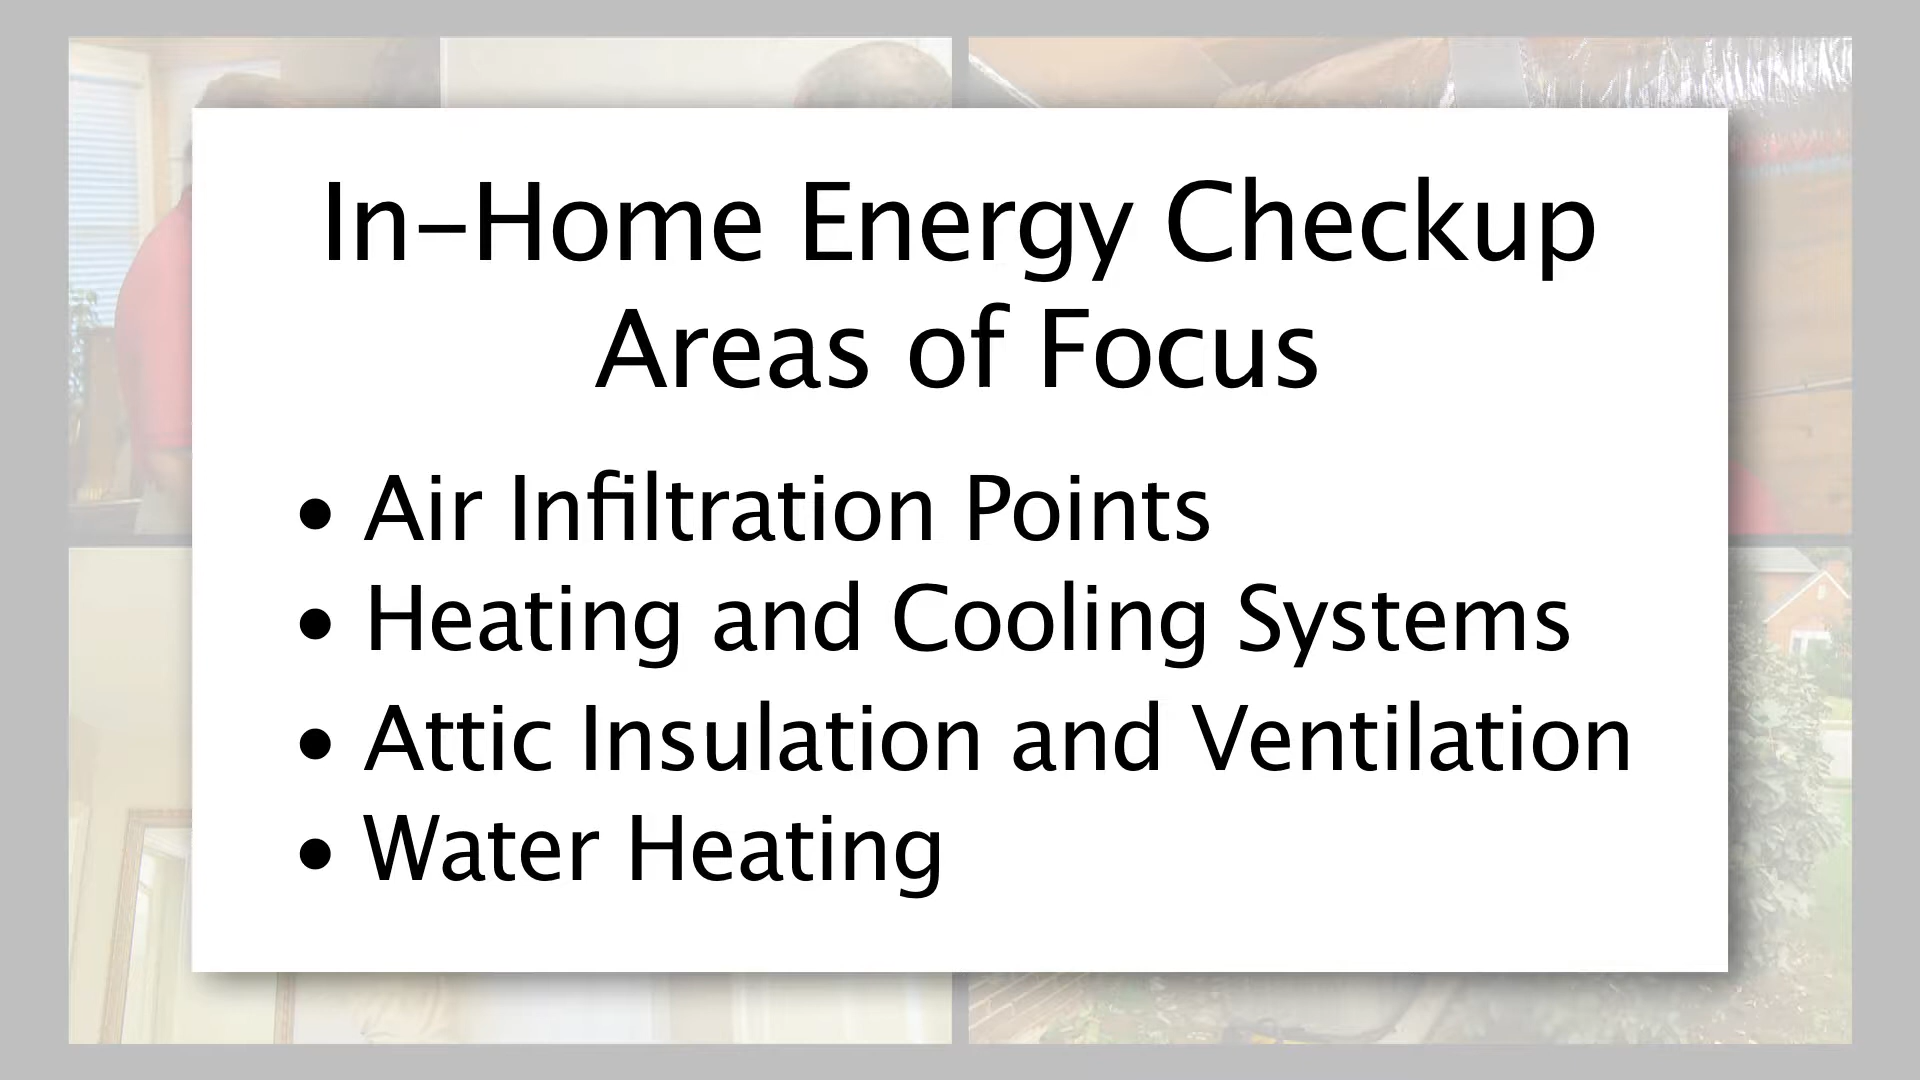 In-Home Energy Checkup
Areas of Focus
• Air Infiltration Points
• Heating and Cooling Systems
• Attic Insulation and Ventilation
• Water Heating